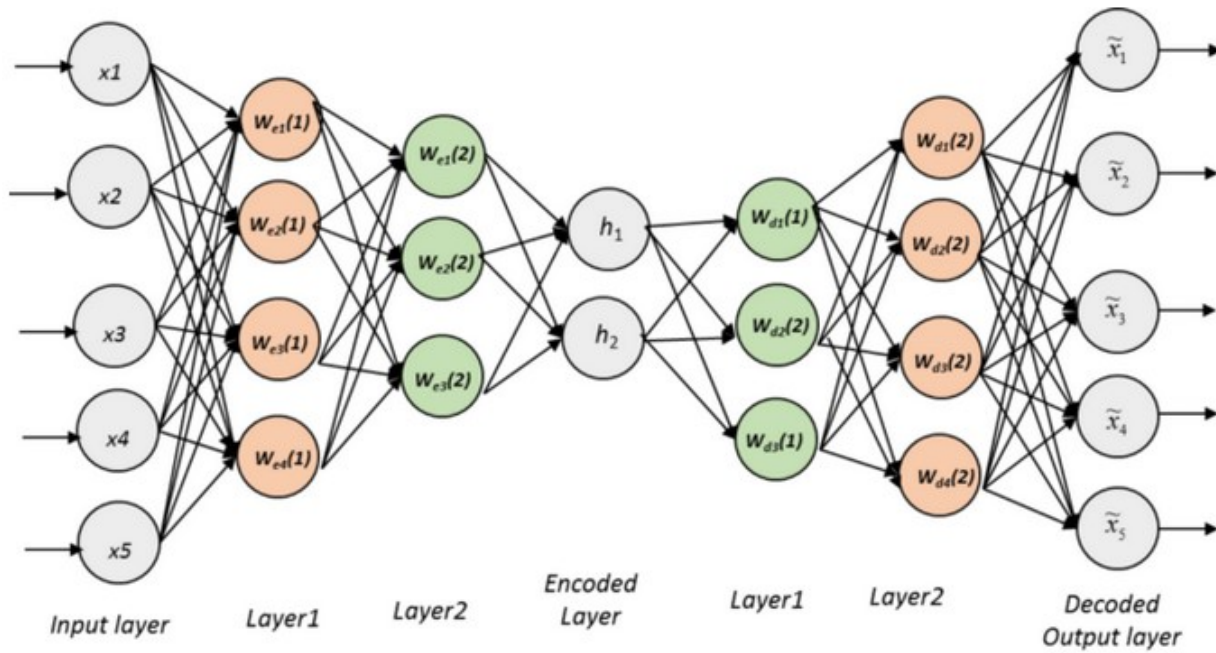 x1
x2
x3
x4
x5
We1(1)
We2(1)
We3(1)
We4(1)
We1(2)
We2(2)
We3(2)
h1
h2
Wd1(1)
Wd2(2)
Wd3(1)
Wd1(2)
Wd2(2)
Wd3(2)
Wd4(2)
x̃1
x̃2
x̃3
x̃4
x̃5
Input layer
Layer1
Layer2
Encoded
Layer
Layer1
Layer2
Decoded
Output layer